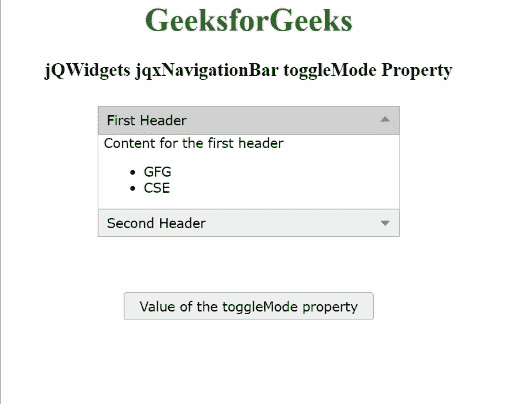 GeeksforGeeks
jQWidgets jqxNavigationBar toggleMode Property
First Header
Content for the first header
GFG
CSE
Second Header
Value of the toggleMode property